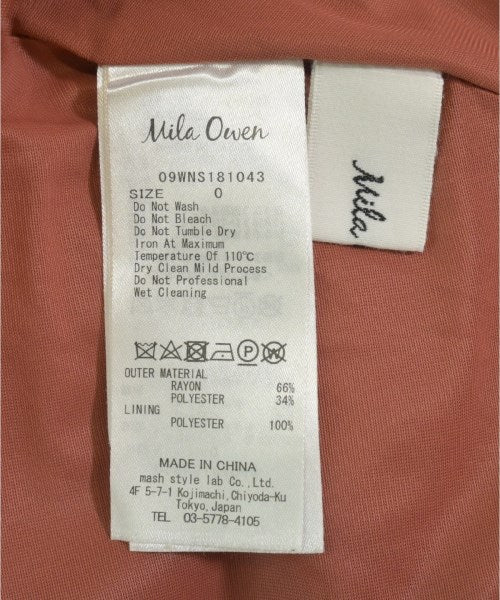 Mila Owen
09WNS181043
SIZE 0
Do Not Wash
Do Not Bleach
Do Not Tumble Dry
Iron At Maximum
Temperature Of 110℃
Dry Clean Mild Process
Do Not Professional
Wet Cleaning
P W
OUTER MATERIAL
RAYON 66%
POLYESTER 34%
LINING
POLYESTER 100%
MADE IN CHINA
mash style lab Co.,Ltd.
4F 5-7-1 Kojimachi,Chiyoda-Ku
Tokyo,Japan
TEL 03-5778-4105
Mila